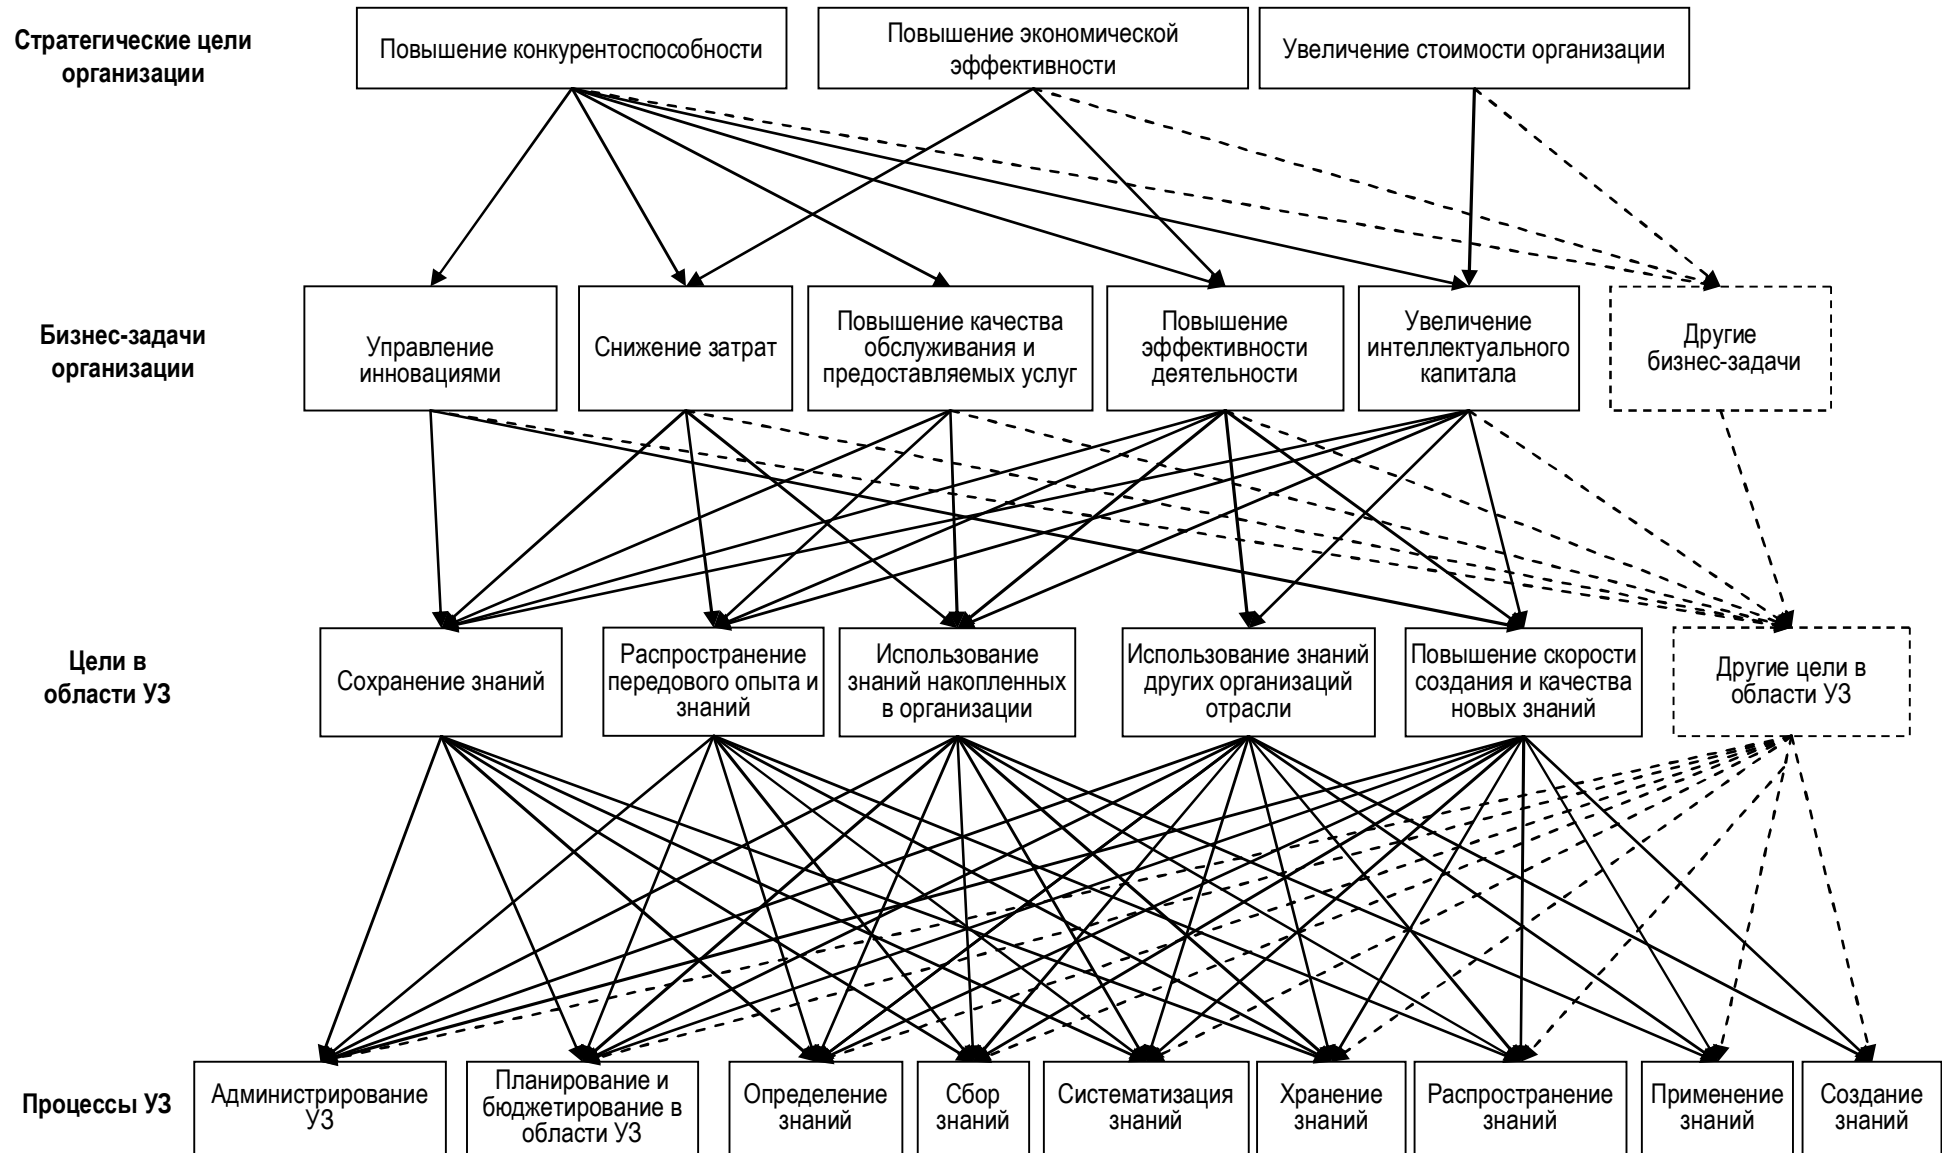 Стратегические цели
организации
Повышение конкурентоспособности
Повышение экономической
эффективности
Увеличение стоимости организации
Бизнес-задачи
организации
Управление
инновациями
Снижение затрат
Повышение качества
обслуживания и
предоставляемых услуг
Повышение
эффективности
деятельности
Увеличение
интеллектуального
капитала
Другие
бизнес-задачи
Цели в
области УЗ
Сохранение знаний
Распространение
передового опыта и
знаний
Использование
знаний накопленных
в организации
Использование знаний
других организаций
отрасли
Повышение скорости
создания и качества
новых знаний
Другие цели в
области УЗ
Процессы УЗ
Администрирование
УЗ
Планирование и
бюджетирование в
области УЗ
Определение
знаний
Сбор
знаний
Систематизация
знаний
Хранение
знаний
Распространение
знаний
Применение
знаний
Создание
знаний